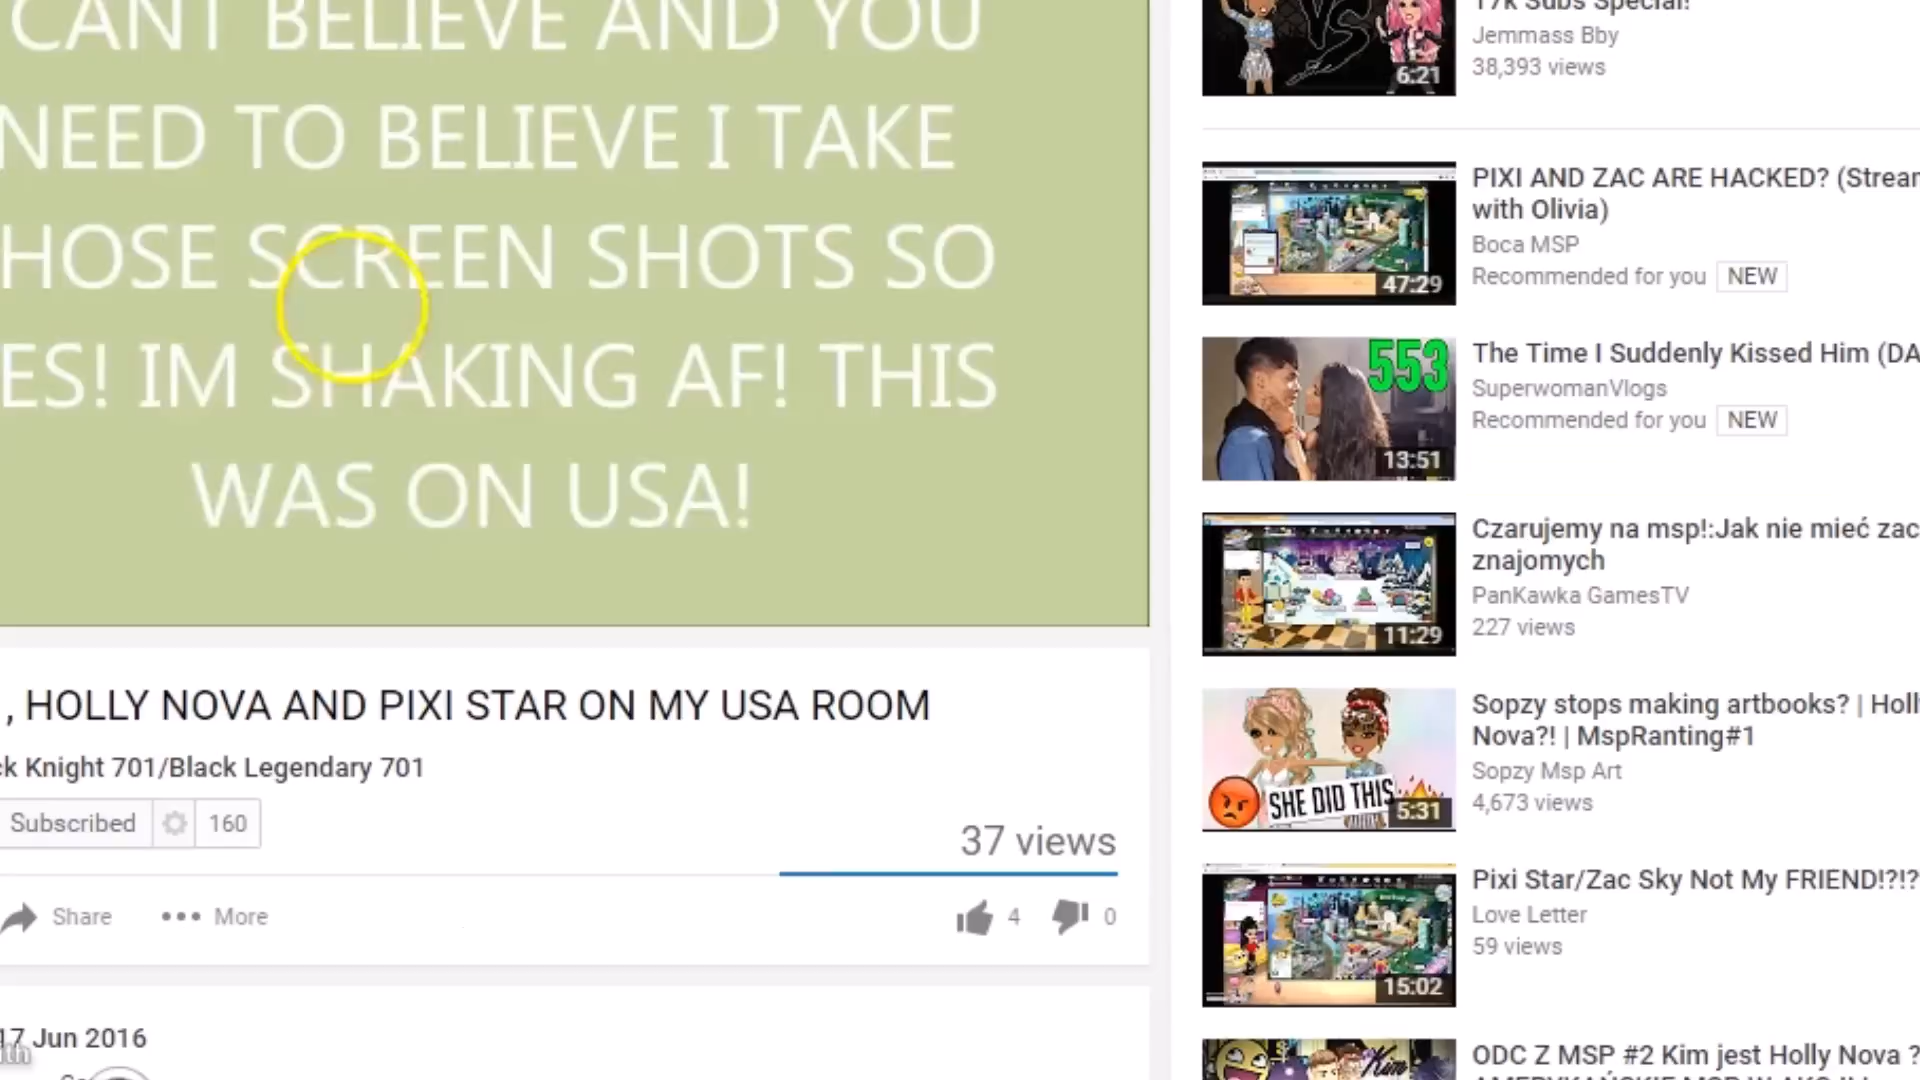 CANT BELIEVE AND YOU
NEED TO BELIEVE I TAKE
HOSE SCREEN SHOTS SO
ES! IM SHAKING AF! THIS
WAS ON USA!
, HOLLY NOVA AND PIXI STAR ON MY USA ROOM
ck Knight 701/Black Legendary 701
Subscribed 160
37 views
Share More 4 0
17 Jun 2016
17k Subs Special!
Jemmass Bby
38,393 views
VS
6:21
PIXI AND ZAC ARE HACKED? (Stream
with Olivia)
Boca MSP
Recommended for you NEW
47:29
The Time I Suddenly Kissed Him (DA
SuperwomanVlogs
Recommended for you NEW
553
13:51
Czarujemy na msp!:Jak nie mieć zac
znajomych
PanKawka GamesTV
227 views
11:29
Sopzy stops making artbooks? | Holl
Nova?! | MspRanting#1
Sopzy Msp Art
4,673 views
SHE DID THIS
5:31
Pixi Star/Zac Sky Not My FRIEND!?!?
Love Letter
59 views
15:02
ODC Z MSP #2 Kim jest Holly Nova ?
Kim